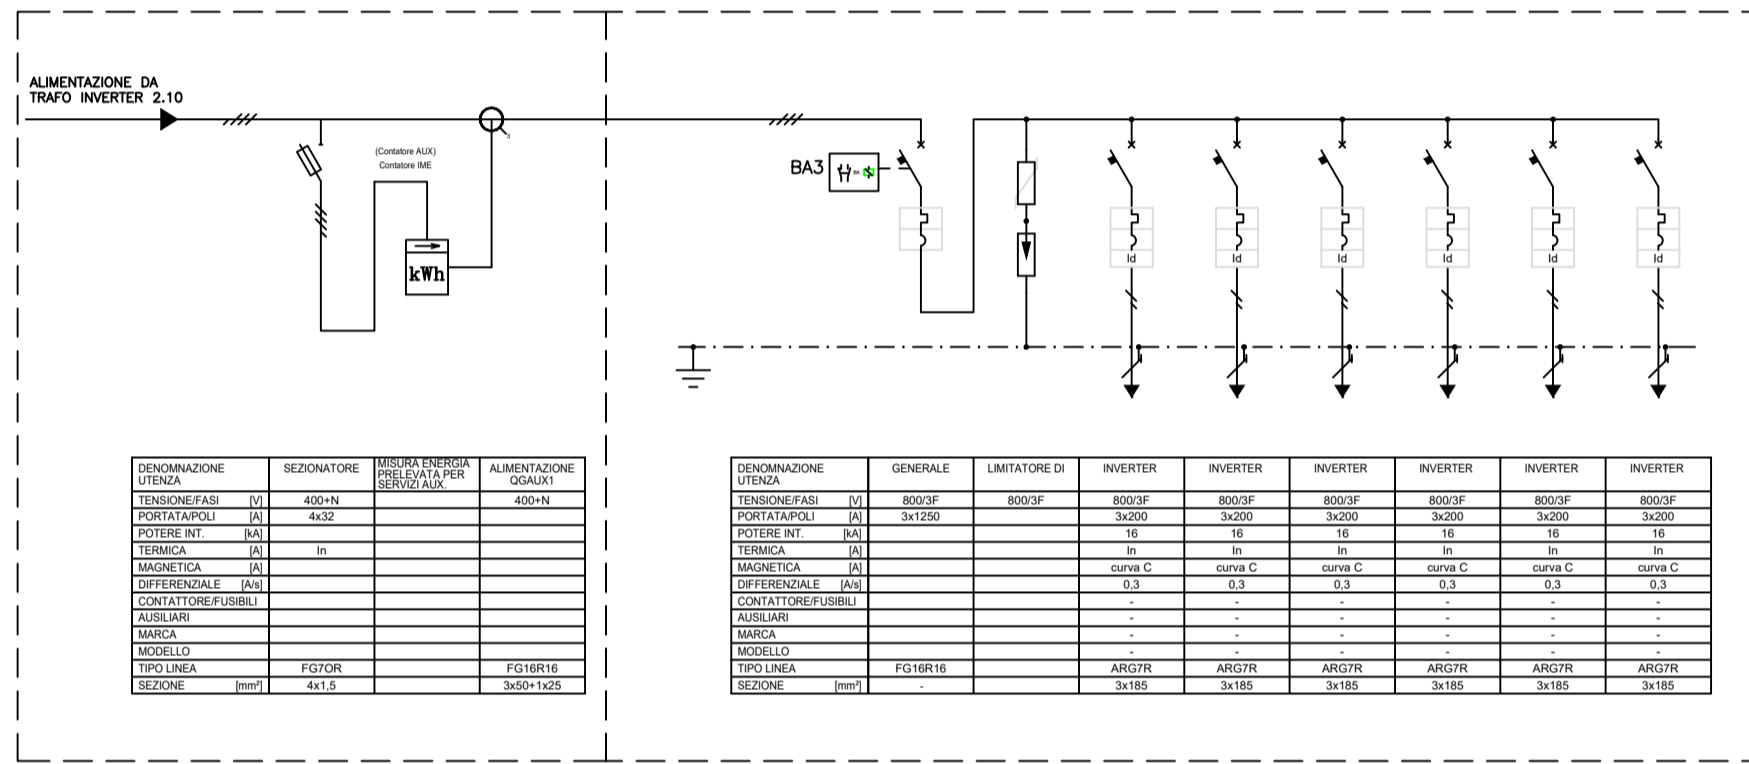 ALIMENTAZIONE DA
TRAFO INVERTER 2.10
(Contatore AUX)
Contatore IME
3
kWh
BA3
BA
Id Id Id Id Id Id
DENOMNAZIONE UTENZA SEZIONATORE MISURA ENERGIA PRELEVATA PER SERVIZI AUX. ALIMENTAZIONE QGAUX1
TENSIONE/FASI [V] 400+N 400+N
PORTATA/POLI [A] 4x32
POTERE INT. [kA]
TERMICA [A] In
MAGNETICA [A]
DIFFERENZIALE [A/s]
CONTATTORE/FUSIBILI
AUSILIARI
MARCA
MODELLO
TIPO LINEA FG7OR FG16R16
SEZIONE [mm²] 4x1,5 3x50+1x25
DENOMNAZIONE UTENZA GENERALE LIMITATORE DI INVERTER INVERTER INVERTER INVERTER INVERTER INVERTER
TENSIONE/FASI [V] 800/3F 800/3F 800/3F 800/3F 800/3F 800/3F 800/3F 800/3F
PORTATA/POLI [A] 3x1250 3x200 3x200 3x200 3x200 3x200 3x200
POTERE INT. [kA] 16 16 16 16 16 16
TERMICA [A] In In In In In In
MAGNETICA [A] curva C curva C curva C curva C curva C curva C
DIFFERENZIALE [A/s] 0,3 0,3 0,3 0,3 0,3 0,3
CONTATTORE/FUSIBILI - - - - - -
AUSILIARI - - - - - -
MARCA - - - - - -
MODELLO - - - - - -
TIPO LINEA FG16R16 ARG7R ARG7R ARG7R ARG7R ARG7R ARG7R
SEZIONE [mm²] - 3x185 3x185 3x185 3x185 3x185 3x185